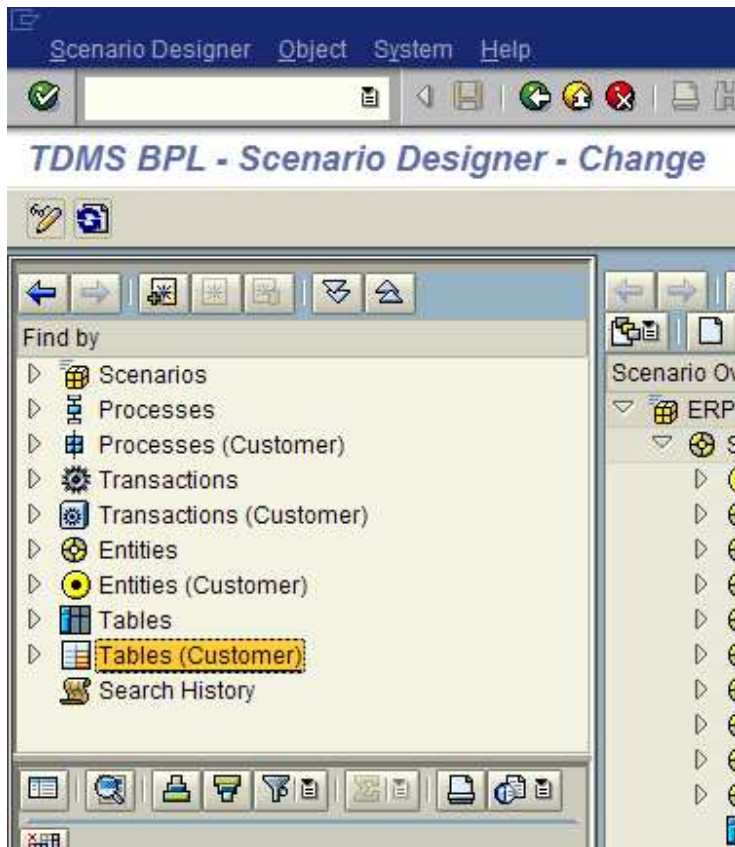 Scenario Designer Object System Help
TDMS BPL - Scenario Designer - Change
Find by
Scenarios
Processes
Processes (Customer)
Transactions
Transactions (Customer)
Entities
Entities (Customer)
Tables
Tables (Customer)
Search History
Scenario Ov
ERP
S